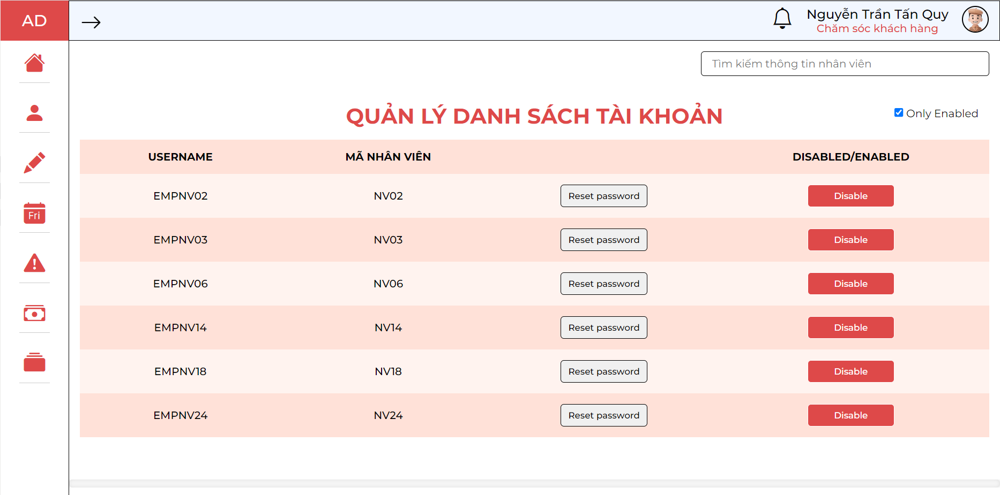 AD
Nguyễn Trần Tấn Quy
Chăm sóc khách hàng
Tìm kiếm thông tin nhân viên
QUẢN LÝ DANH SÁCH TÀI KHOẢN
Only Enabled
USERNAME MÃ NHÂN VIÊN DISABLED/ENABLED
EMPNV02 NV02 Reset password Disable
EMPNV03 NV03 Reset password Disable
Fri
EMPNV06 NV06 Reset password Disable
EMPNV14 NV14 Reset password Disable
EMPNV18 NV18 Reset password Disable
EMPNV24 NV24 Reset password Disable